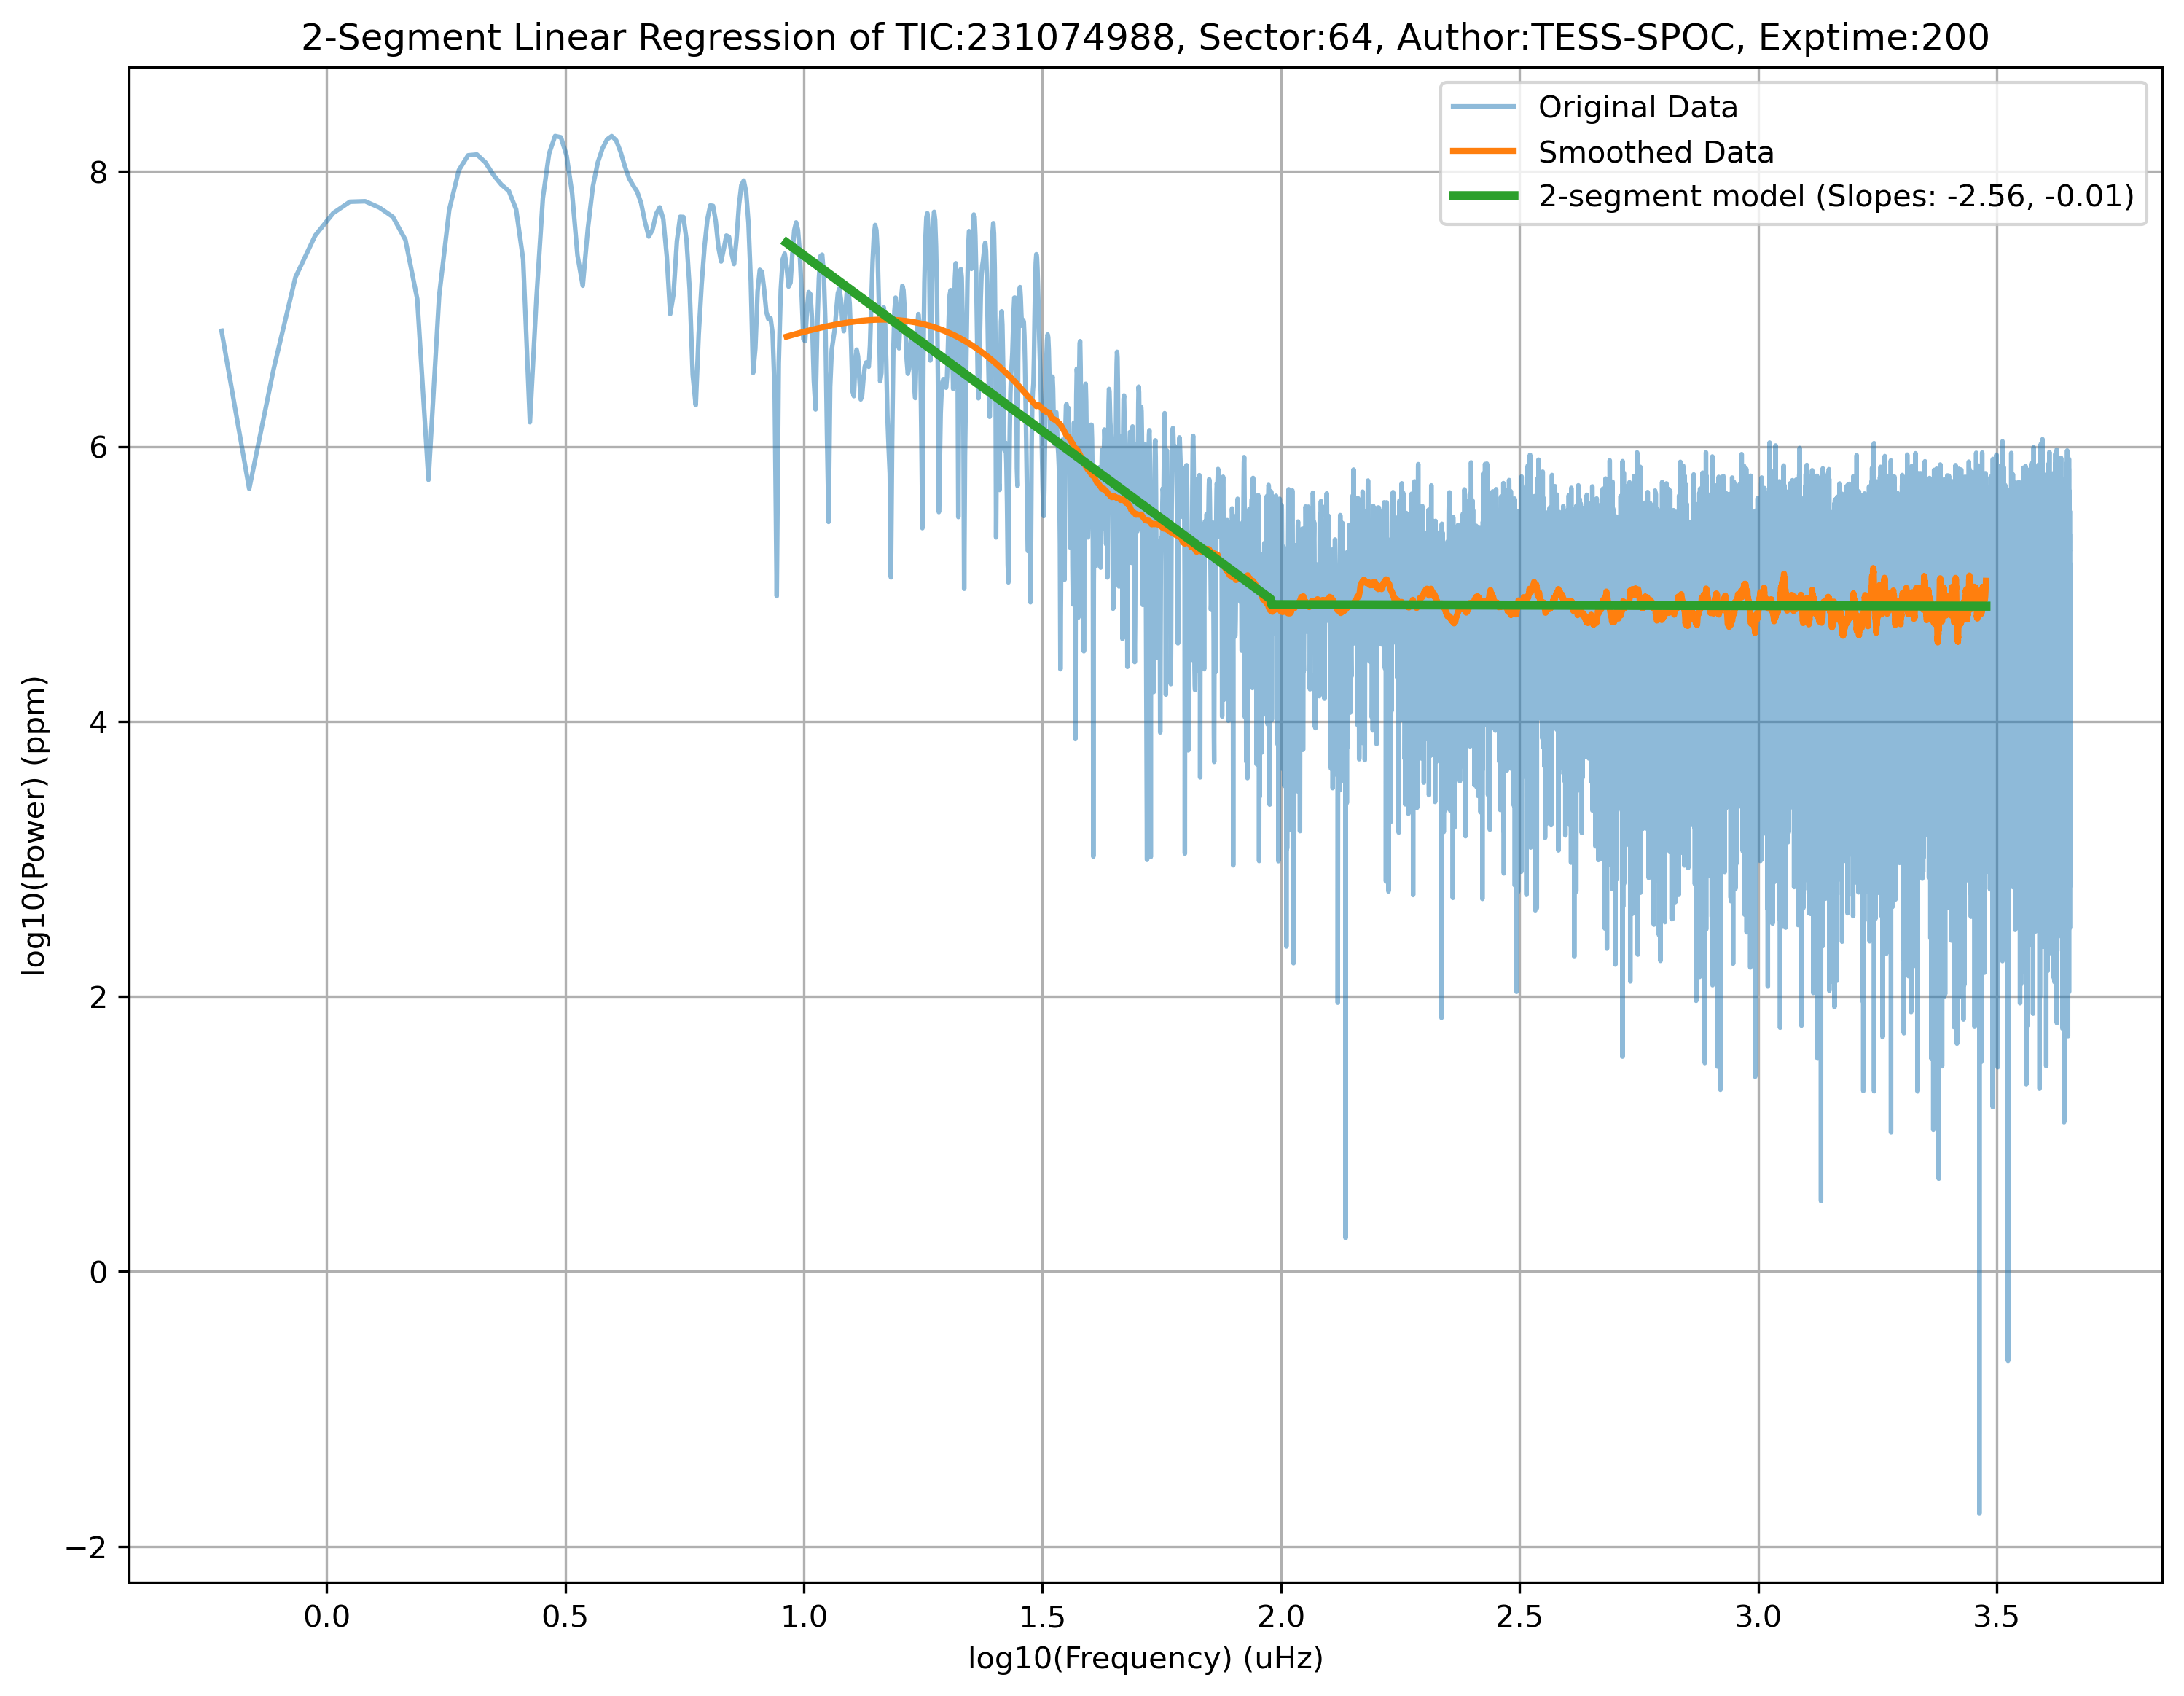 2-Segment Linear Regression of TIC:231074988, Sector:64, Author:TESS-SPOC, Exptime:200
Original Data
Smoothed Data
2-segment model (Slopes: -2.56, -0.01)
log10(Power) (ppm)
8
6
4
2
0
−2
0.0 0.5 1.0 1.5 2.0 2.5 3.0 3.5
log10(Frequency) (uHz)